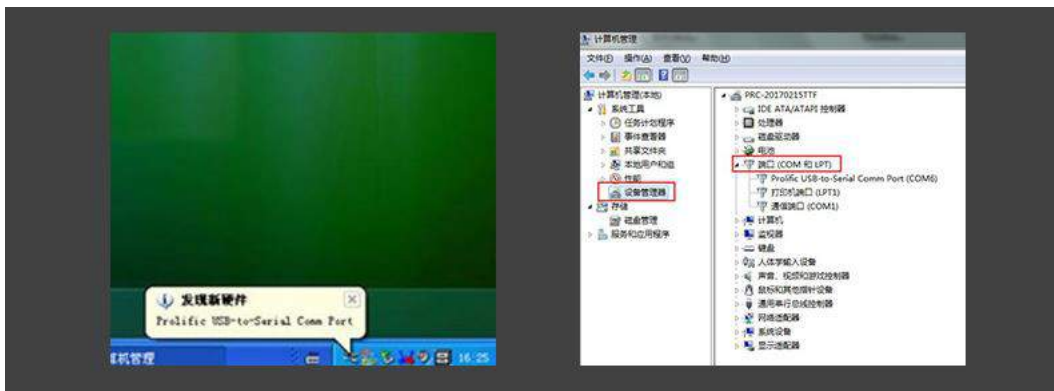 发现新硬件
Prolific USB-to-Serial Comm Port
算机管理
16:25
计算机管理
文件(F) 操作(A) 查看(V) 帮助(H)
计算机管理(本地)
系统工具
任务计划程序
事件查看器
共享文件夹
本地用户和组
性能
设备管理器
存储
磁盘管理
服务和应用程序
PRC-20170215TTF
IDE ATA/ATAPI 控制器
处理器
磁盘驱动器
电池
端口 (COM 和 LPT)
Prolific USB-to-Serial Comm Port (COM6)
打印机端口 (LPT1)
通信端口 (COM1)
计算机
监视器
键盘
人体学输入设备
声音、视频和游戏控制器
鼠标和其他指针设备
通用串行总线控制器
网络适配器
系统设备
显示适配器